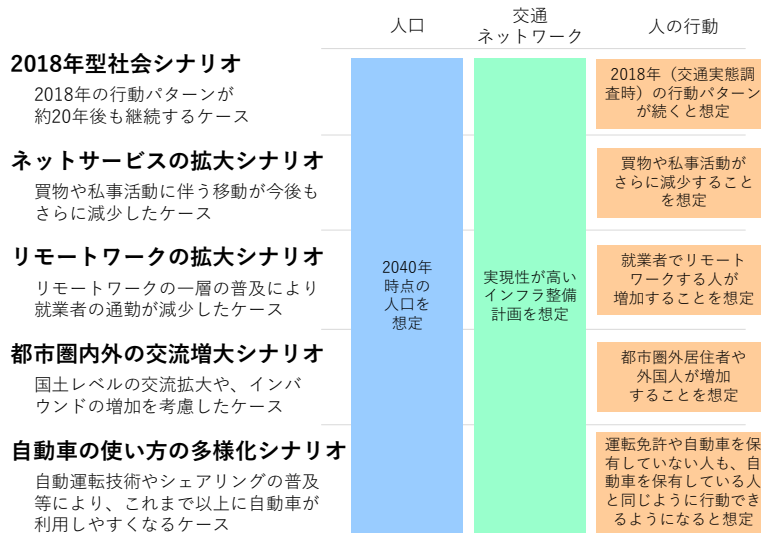 人口
交通
ネットワーク
人の行動
2018年型社会シナリオ
2018年の行動パターンが
約20年後も継続するケース
2018年（交通実態調
査時）の行動パターン
が続くと想定
ネットサービスの拡大シナリオ
買物や私事活動に伴う移動が今後も
さらに減少したケース
買物や私事活動が
さらに減少すること
を想定
リモートワークの拡大シナリオ
リモートワークの一層の普及により
就業者の通勤が減少したケース
2040年
時点の
人口を
想定
実現性が高い
インフラ整備
計画を想定
就業者でリモート
ワークする人が
増加することを想定
都市圏内外の交流増大シナリオ
国土レベルの交流拡大や、インバ
ウンドの増加を考慮したケース
都市圏外居住者や
外国人が増加
することを想定
自動車の使い方の多様化シナリオ
自動運転技術やシェアリングの普及
等により、これまで以上に自動車が
利用しやすくなるケース
運転免許や自動車を保
有していない人も、自
動車を保有している人
と同じように行動でき
るようになると想定